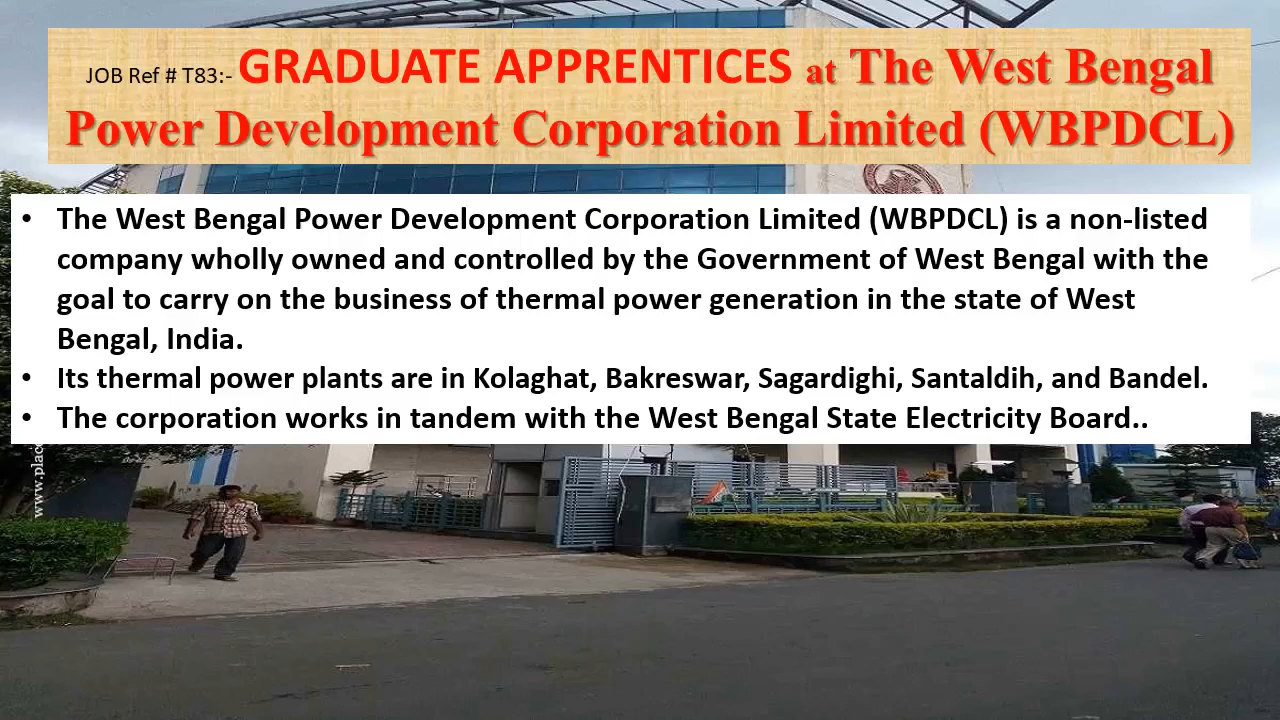 JOB Ref # T83:- GRADUATE APPRENTICES at The West Bengal
Power Development Corporation Limited (WBPDCL)
• The West Bengal Power Development Corporation Limited (WBPDCL) is a non-listed
company wholly owned and controlled by the Government of West Bengal with the
goal to carry on the business of thermal power generation in the state of West
Bengal, India.
• Its thermal power plants are in Kolaghat, Bakreswar, Sagardighi, Santaldih, and Bandel.
• The corporation works in tandem with the West Bengal State Electricity Board..